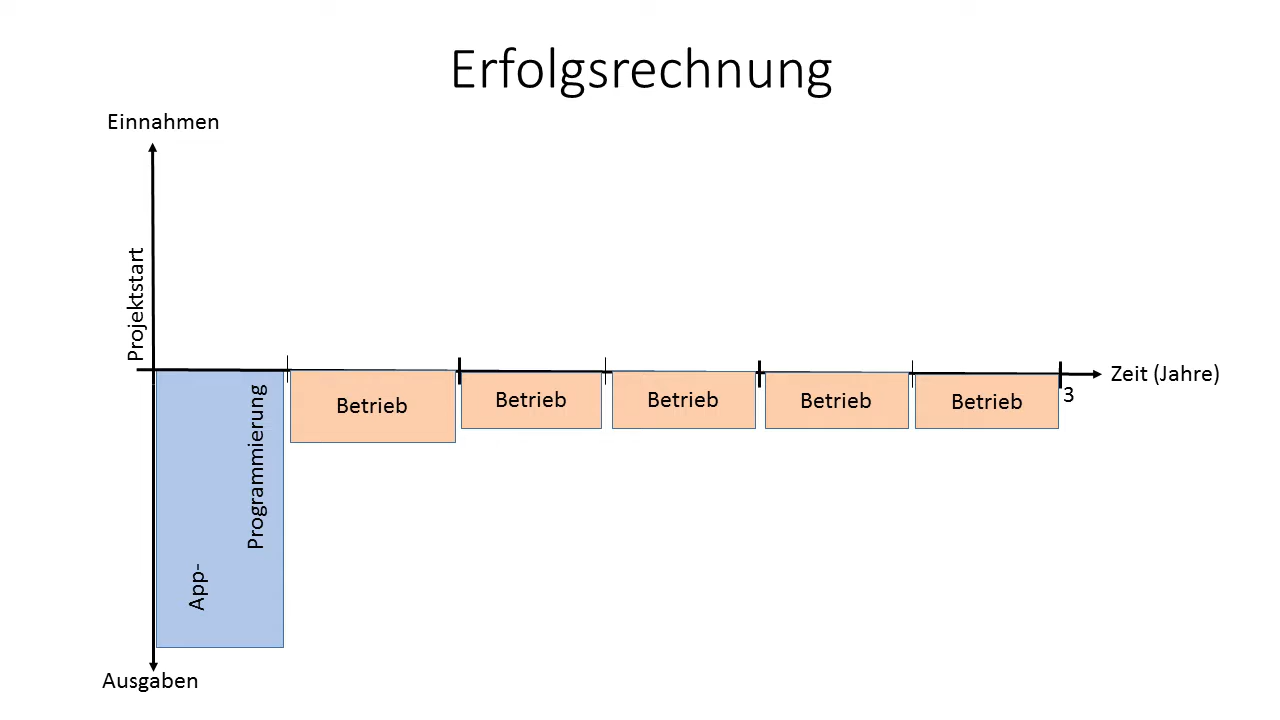 Erfolgsrechnung
Einnahmen
Projektstart
Zeit (Jahre)
3
App-
Programmierung
Betrieb
Betrieb
Betrieb
Betrieb
Betrieb
Ausgaben